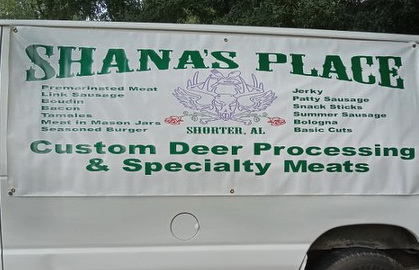 SHANA'S PLACE
Premarinated Meat
Link Sausage
Boudin
Bacon
Tamales
Meat in Mason Jars
Seasoned Burger
Jerky
Patty Sausage
Snack Sticks
Summer Sausage
Bologna
Basic Cuts
SHORTER, AL
Custom Deer Processing
& Specialty Meats